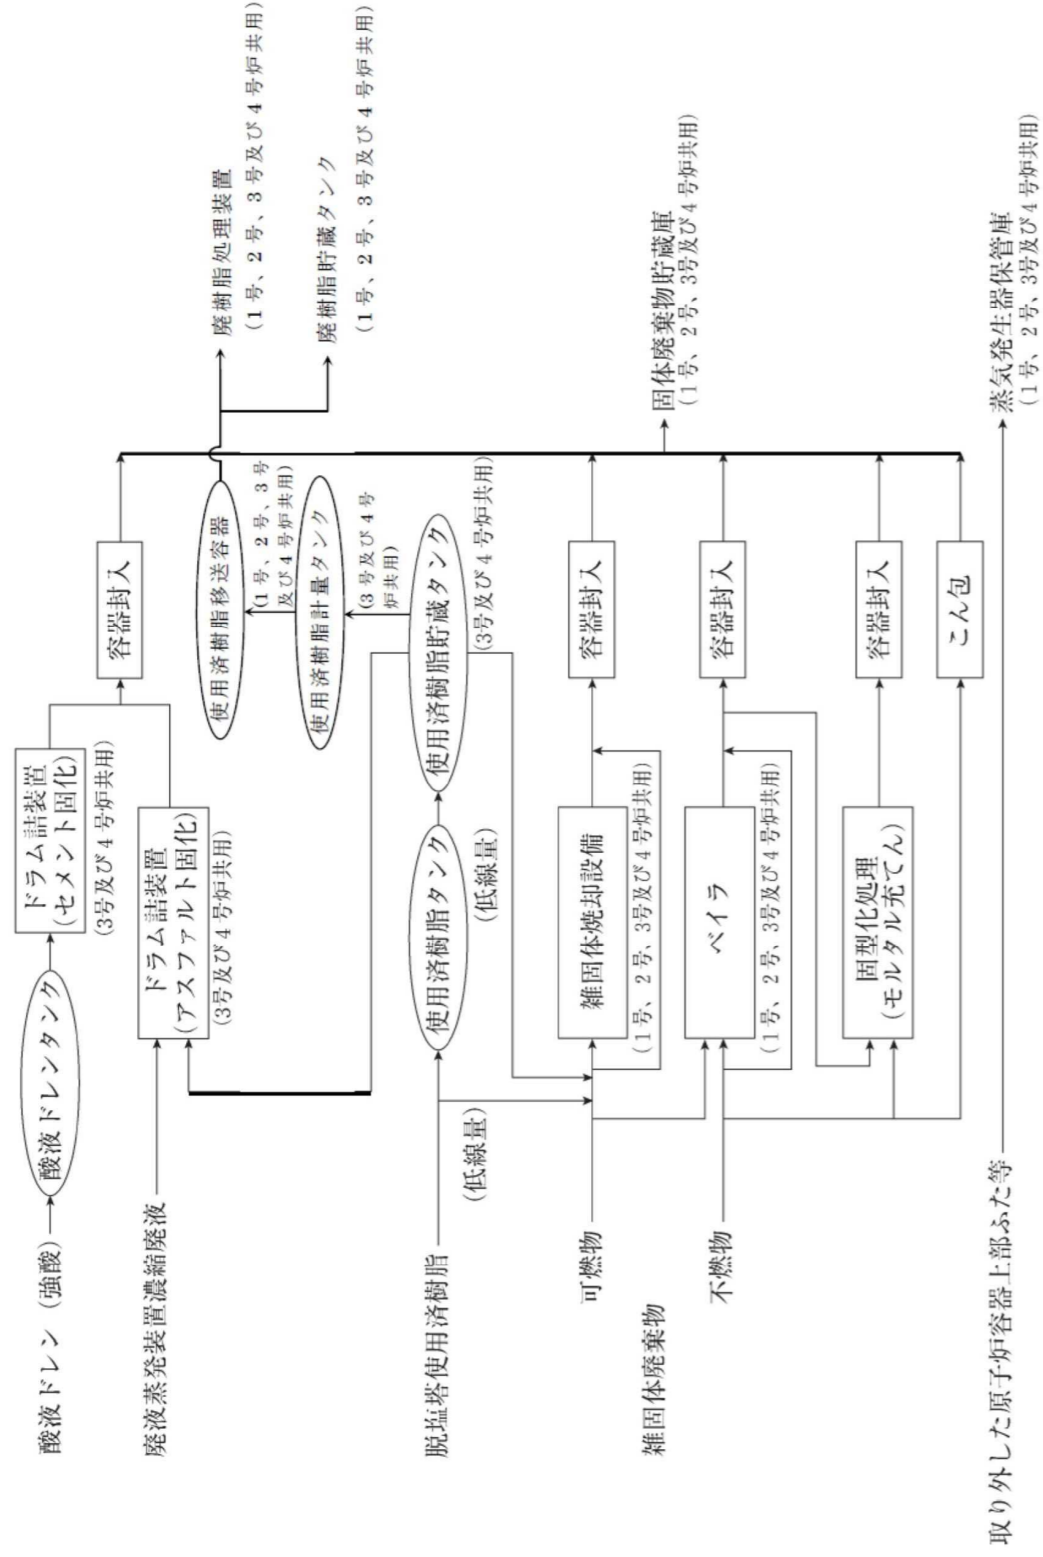 酸液ドレン（強酸）
酸液ドレンタンク
ドラム詰装置
(セメント固化)
(3号及び4号炉共用)
容器封入
廃液蒸発装置濃縮廃液
ドラム詰装置
(アスファルト固化)
(3号及び4号炉共用)
使用済樹脂移送容器
(1号、2号、3号
及び4号炉共用)
廃樹脂処理装置
(1号、2号、3号及び4号炉共用)
使用済樹脂計量タンク
(3号及び4号
炉共用)
廃樹脂貯蔵タンク
(1号、2号、3号及び4号炉共用)
脱塩塔使用済樹脂
(低線量)
使用済樹脂タンク
(低線量)
使用済樹脂貯蔵タンク
(3号及び4号炉共用)
雑固体廃棄物
可燃物
雑固体焼却設備
(1号、2号、3号及び4号炉共用)
容器封入
固体廃棄物貯蔵庫
(1号、2号、3号及び4号炉共用)
不燃物
ベイラ
(1号、2号、3号及び4号炉共用)
容器封入
固型化処理
(モルタル充てん)
容器封入
こん包
取り外した原子炉容器上部ふた等
蒸気発生器保管庫
(1号、2号、3号及び4号炉共用)